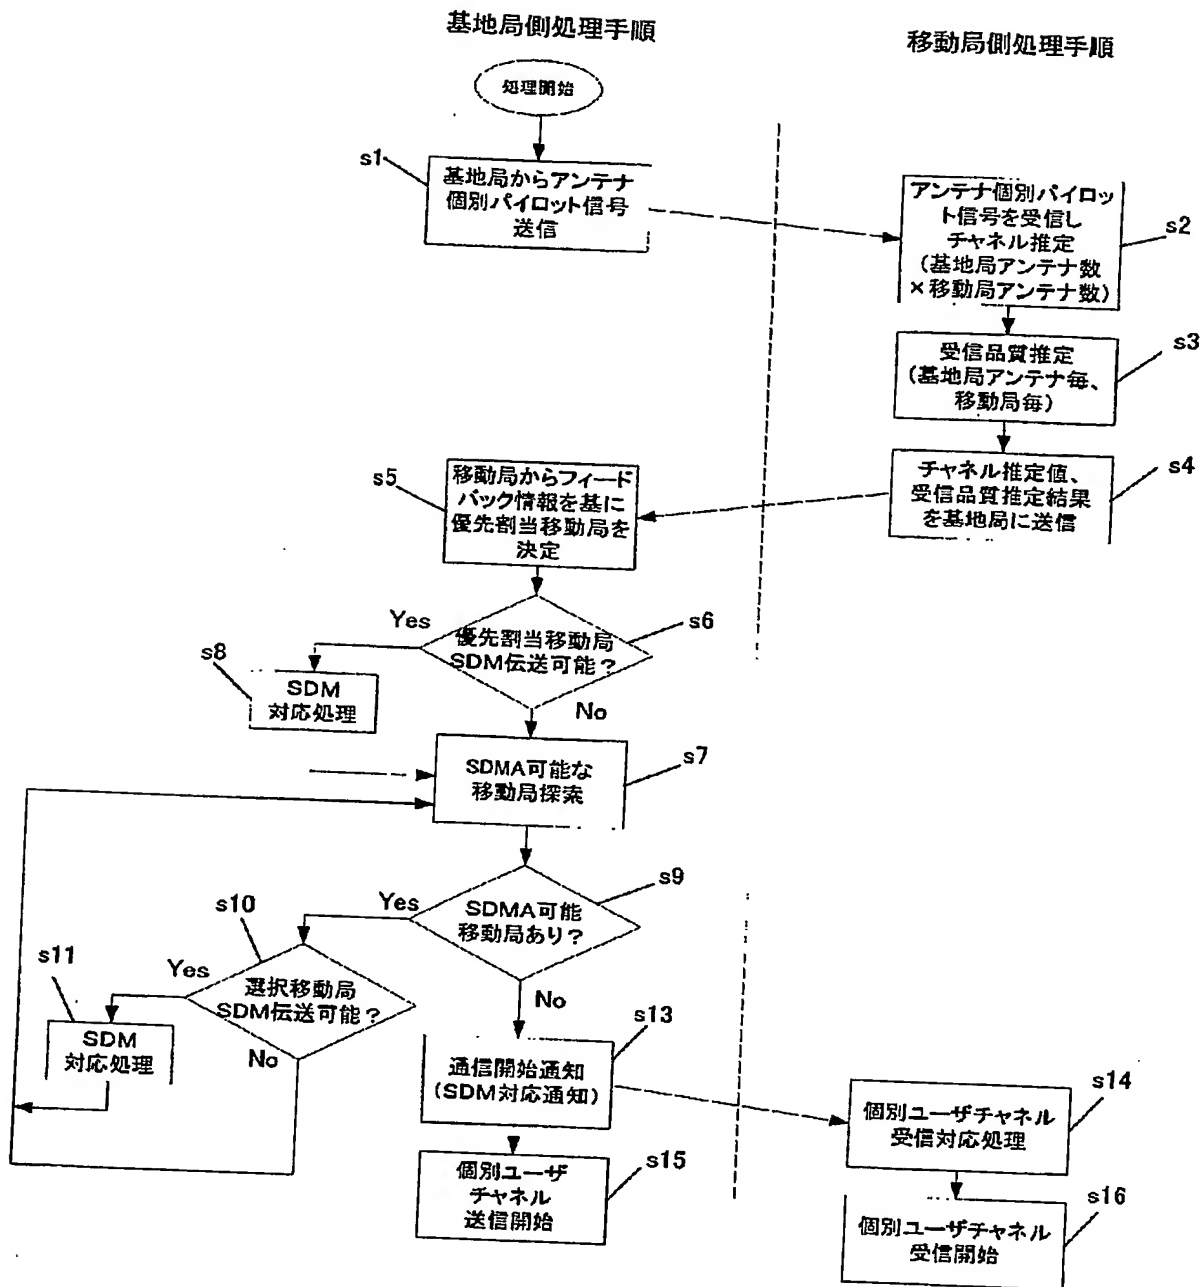 基地局側処理手順
移動局側処理手順
処理開始
s1
基地局からアンテナ
個別パイロット信号
送信
アンテナ個別パイロッ
ト信号を受信し
チャネル推定
(基地局アンテナ数
×移動局アンテナ数)
s2
受信品質推定
(基地局アンテナ毎、
移動局毎)
s3
チャネル推定値、
受信品質推定結果
を基地局に送信
s4
s5
移動局からフィード
バック情報を基に
優先割当移動局を
決定
Yes
優先割当移動局
SDM伝送可能?
s6
s8
SDM
対応処理
No
SDMA可能な
移動局探索
s7
s9
Yes
SDMA可能
移動局あり?
s10
Yes
選択移動局
SDM伝送可能?
s11
SDM
対応処理
No
No
s13
通信開始通知
(SDM対応通知)
s14
個別ユーザチャネル
受信対応処理
s15
個別ユーザ
チャネル
送信開始
s16
個別ユーザチャネル
受信開始